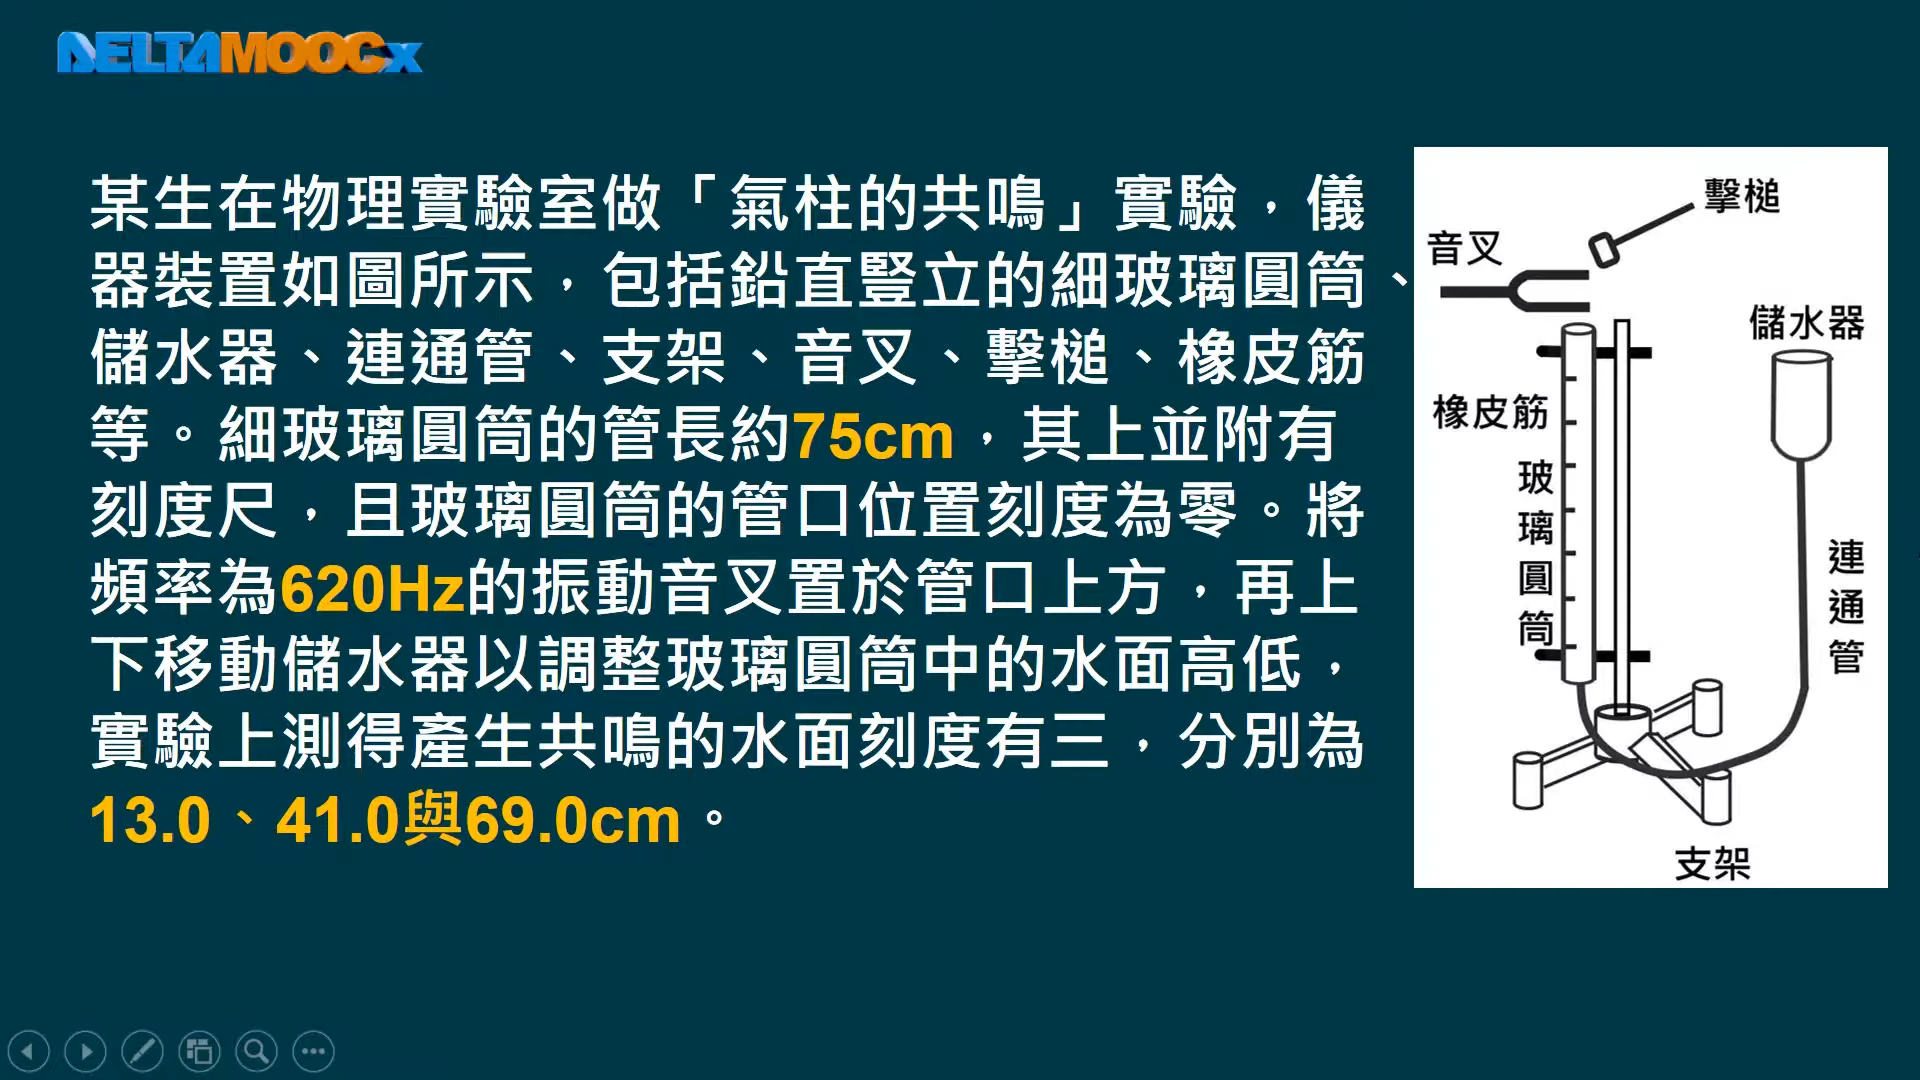 DELTAMOOCx
某生在物理實驗室做「氣柱的共鳴」實驗，儀
器裝置如圖所示，包括鉛直豎立的細玻璃圓筒、
儲水器、連通管、支架、音叉、擊槌、橡皮筋
等。細玻璃圓筒的管長約75cm，其上並附有
刻度尺，且玻璃圓筒的管口位置刻度為零。將
頻率為620Hz的振動音叉置於管口上方，再上
下移動儲水器以調整玻璃圓筒中的水面高低，
實驗上測得產生共鳴的水面刻度有三，分別為
13.0、41.0與69.0cm。
擊槌
音叉
儲水器
橡皮筋
玻璃圓筒
連通管
支架